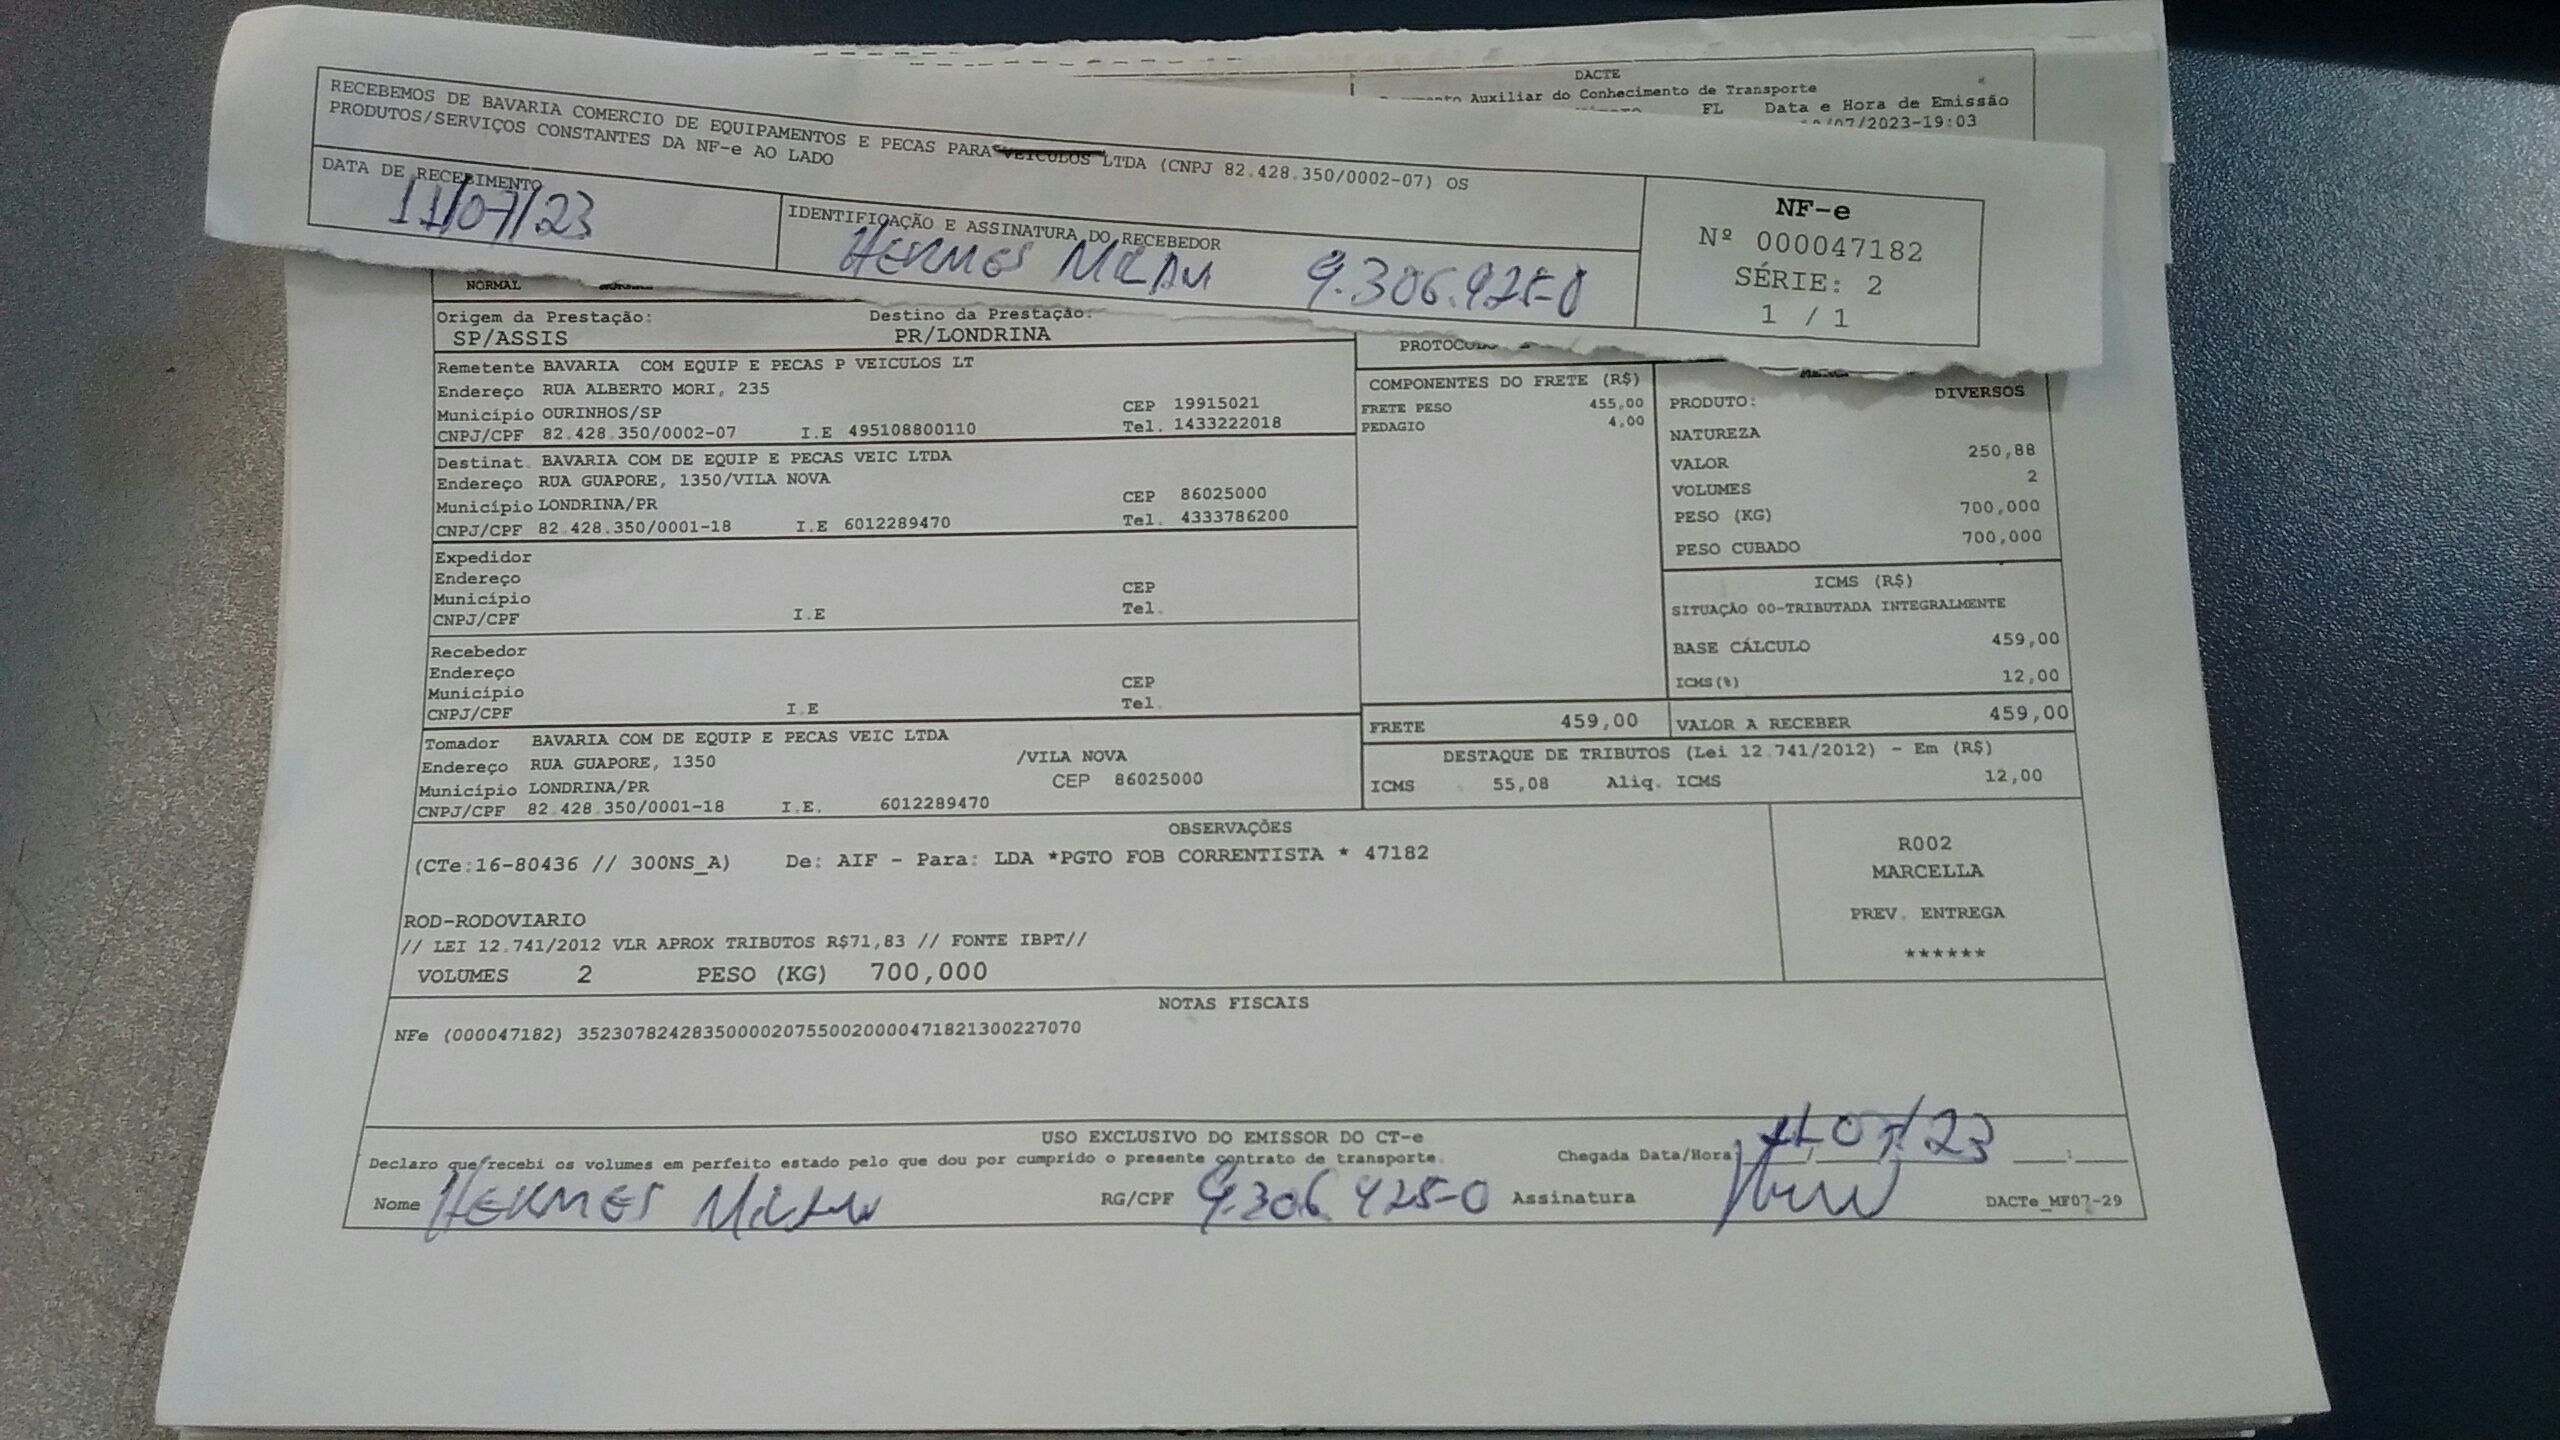 DACTE
Auxiliar do Conhecimento de Transporte
FL Data e Hora de Emissão
/07/2023-19:03
RECEBEMOS DE BAVARIA COMERCIO DE EQUIPAMENTOS E PECAS PARA VEICULOS LTDA (CNPJ 82.428.350/0002-07) OS
PRODUTOS/SERVIÇOS CONSTANTES DA NF-e AO LADO
DATA DE RECEBIMENTO
11/07/23
IDENTIFICAÇÃO E ASSINATURA DO RECEBEDOR
HERMES MILAN 9.306.925-0
NF-e
Nº 000047182
SÉRIE: 2
1 / 1
NORMAL
Origem da Prestação: Destino da Prestação:
SP/ASSIS PR/LONDRINA
Remetente BAVARIA COM EQUIP E PECAS P VEICULOS LT
Endereço RUA ALBERTO MORI, 235
Município OURINHOS/SP CEP 19915021
CNPJ/CPF 82.428.350/0002-07 I.E 495108800110 Tel. 1433222018
Destinat. BAVARIA COM DE EQUIP E PECAS VEIC LTDA
Endereço RUA GUAPORE, 1350/VILA NOVA
Município LONDRINA/PR CEP 86025000
CNPJ/CPF 82.428.350/0001-18 I.E 6012289470 Tel. 4333786200
Expedidor
Endereço CEP
Município Tel.
CNPJ/CPF I.E
Recebedor
Endereço CEP
Município Tel.
CNPJ/CPF I.E
Tomador BAVARIA COM DE EQUIP E PECAS VEIC LTDA
Endereço RUA GUAPORE, 1350 /VILA NOVA
Município LONDRINA/PR CEP 86025000
CNPJ/CPF 82.428.350/0001-18 I.E. 6012289470
COMPONENTES DO FRETE (R$)
FRETE PESO 455,00
PEDAGIO 4,00
FRETE 459,00
PRODUTO: DIVERSOS
NATUREZA
VALOR 250,88
VOLUMES 2
PESO (KG) 700,000
PESO CUBADO 700,000
ICMS (R$)
SITUAÇÃO 00-TRIBUTADA INTEGRALMENTE
BASE CÁLCULO 459,00
ICMS(%) 12,00
VALOR A RECEBER 459,00
DESTAQUE DE TRIBUTOS (Lei 12.741/2012) - Em (R$)
ICMS 55,08 Aliq. ICMS 12,00
OBSERVAÇÕES
(CTe:16-80436 // 300NS_A) De: AIF - Para: LDA *PGTO FOB CORRENTISTA * 47182
ROD-RODOVIARIO
// LEI 12.741/2012 VLR APROX TRIBUTOS R$71,83 // FONTE IBPT//
VOLUMES 2 PESO (KG) 700,000
R002
MARCELLA
PREV. ENTREGA
******
NOTAS FISCAIS
NFe (000047182) 35230782428350000207550020000471821300227070
USO EXCLUSIVO DO EMISSOR DO CT-e
Declaro que recebi os volumes em perfeito estado pelo que dou por cumprido o presente contrato de transporte. Chegada Data/Hora 11 07/23
Nome HERMES MILAN RG/CPF 9.306.925-0 Assinatura DACTe_MF07-29